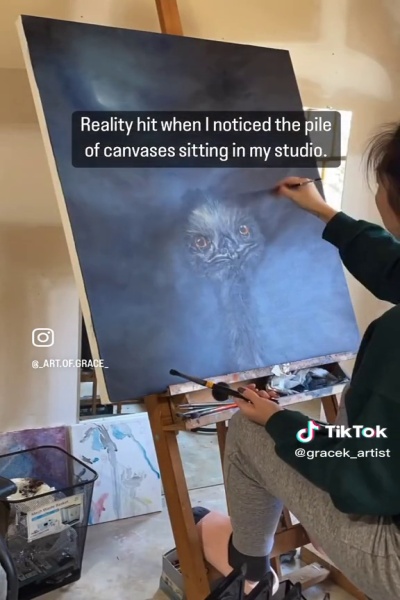 Reality hit when I noticed the pile
of canvases sitting in my studio.
@_ART.OF.GRACE_
TikTok
@gracek_artist